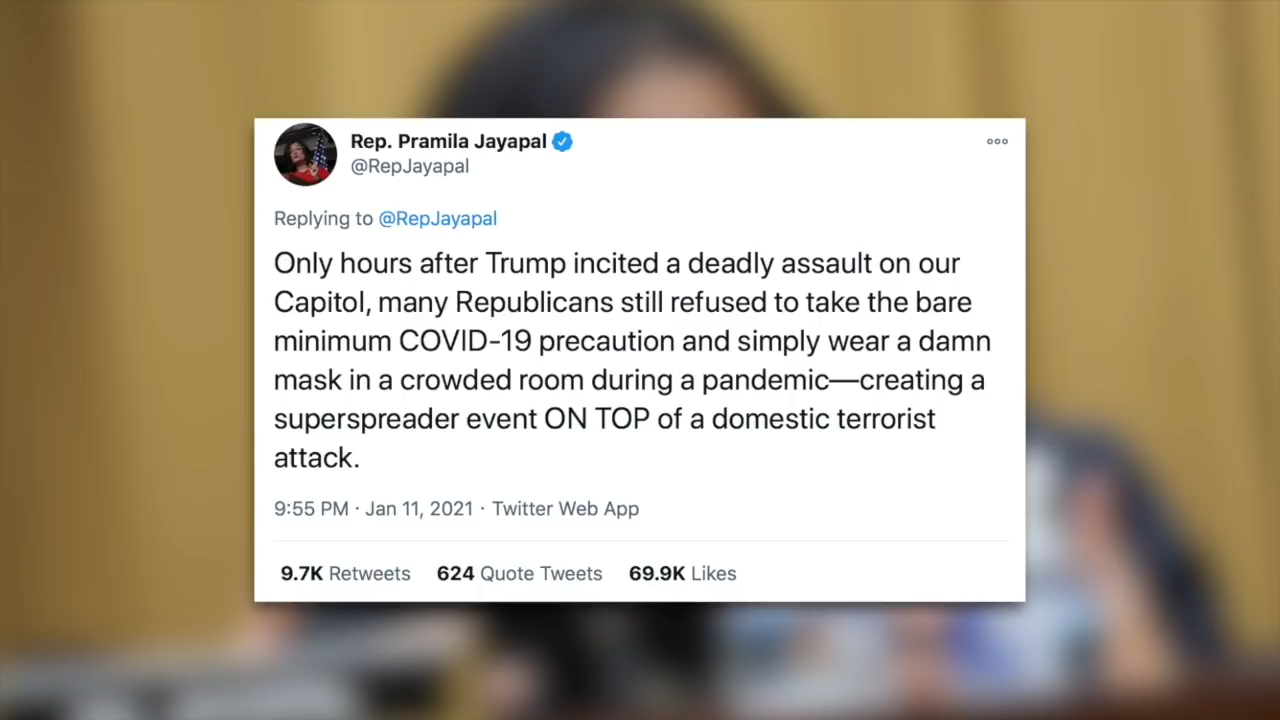 Rep. Pramila Jayapal
@RepJayapal
Replying to @RepJayapal
Only hours after Trump incited a deadly assault on our
Capitol, many Republicans still refused to take the bare
minimum COVID-19 precaution and simply wear a damn
mask in a crowded room during a pandemic—creating a
superspreader event ON TOP of a domestic terrorist
attack.
9:55 PM · Jan 11, 2021 · Twitter Web App
9.7K Retweets 624 Quote Tweets 69.9K Likes